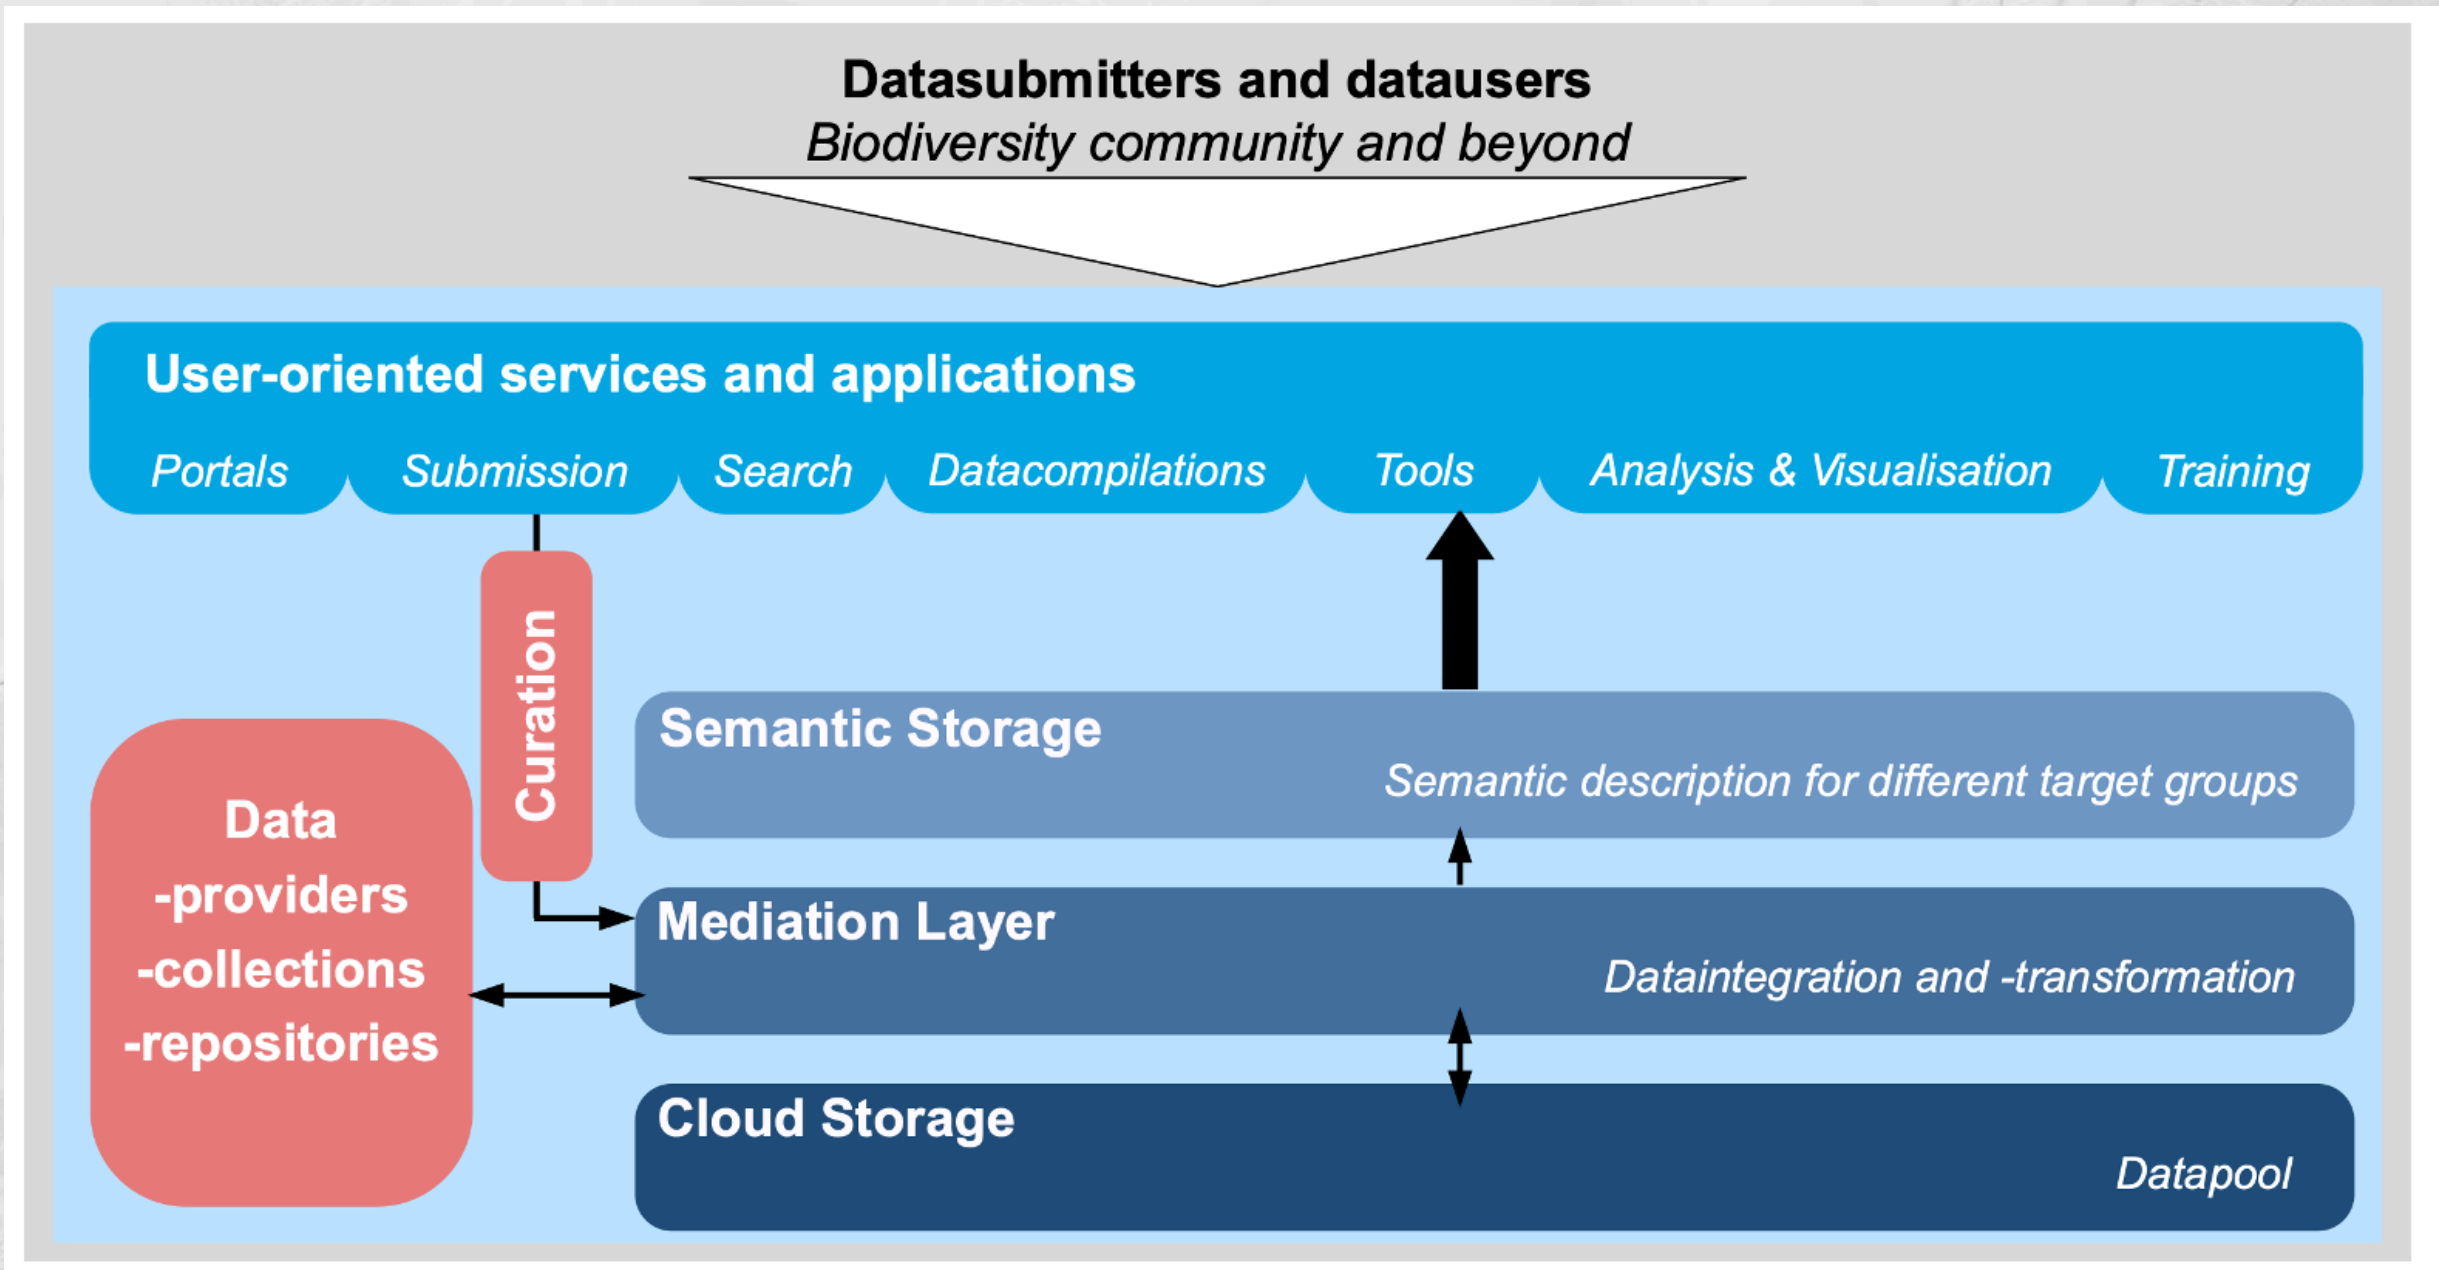 Datasubmitters and datausers
Biodiversity community and beyond
User-oriented services and applications
Portals
Submission
Search
Datacompilations
Tools
Analysis & Visualisation
Training
Curation
Data
-providers
-collections
-repositories
Semantic Storage
Semantic description for different target groups
Mediation Layer
Dataintegration and -transformation
Cloud Storage
Datapool